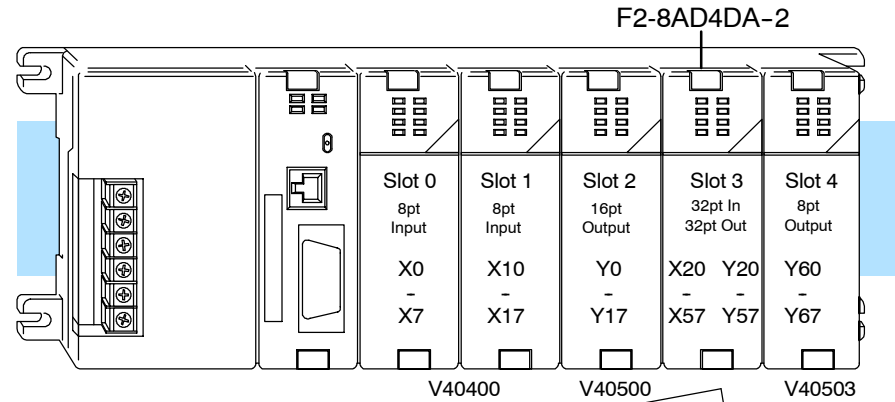 F2-8AD4DA-2
Slot 0
8pt
Input
X0
-
X7
Slot 1
8pt
Input
X10
-
X17
Slot 2
16pt
Output
Y0
-
Y17
Slot 3
32pt In
32pt Out
X20 Y20
- -
X57 Y57
Slot 4
8pt
Output
Y60
-
Y67
V40400
V40500
V40503